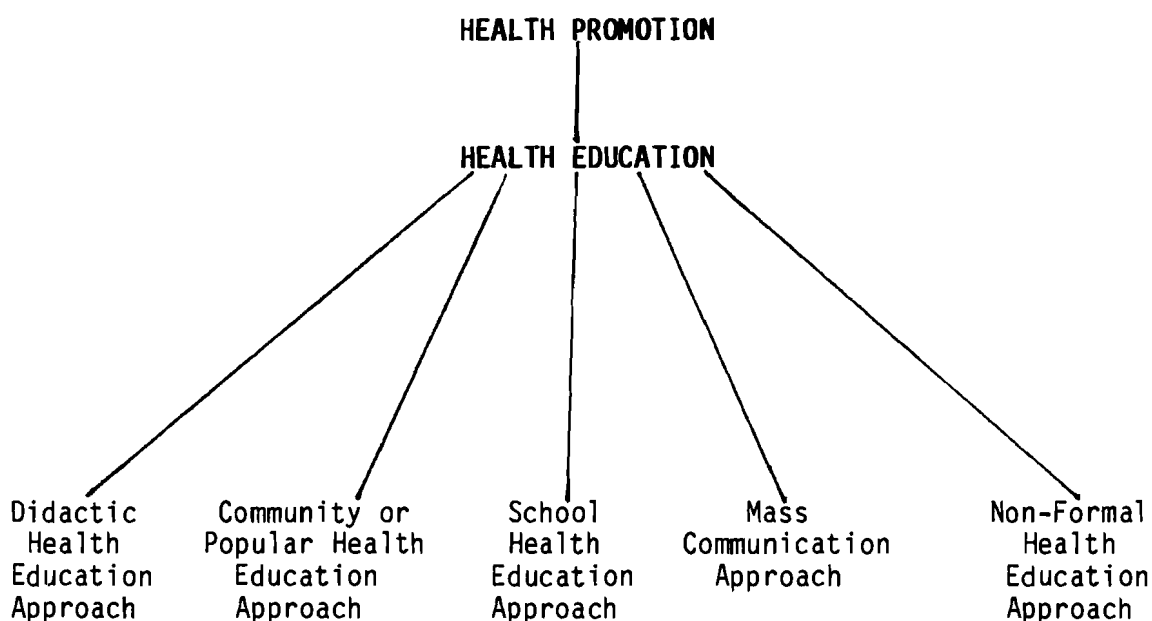 HEALTH PROMOTION
HEALTH EDUCATION
Didactic
Health
Education
Approach
Community or
Popular Health
Education
Approach
School
Health
Education
Approach
Mass
Communication
Approach
Non-Formal
Health
Education
Approach